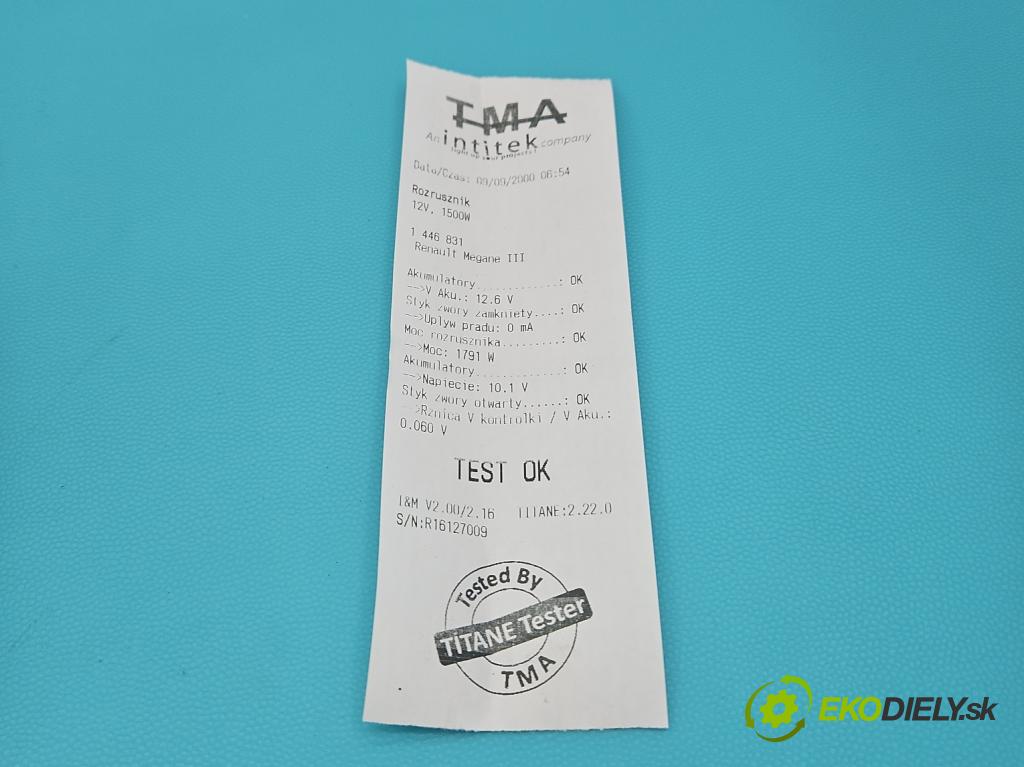 TMA
An intitek company
light up your projects!
Data/Czas: 09/09/2000 06:54
Rozrusznik
12V, 1500W
1 446 831
Renault Megane III
Akumulatory............: OK
-->V Aku.: 12.6 V
Styk zwory zamkniety....: OK
-->Uplyw pradu: 0 mA
Moc rozrusznika.........: OK
-->Moc: 1791 W
Akumulatory............: OK
-->Napiecie: 10.1 V
Styk zwory otwarty......: OK
-->Rznica V kontrolki / V Aku.:
0.060 V
TEST OK
I&M V2.00/2.16 TITANE:2.22.0
S/N:R16127009
Tested By
TITANE Tester
TMA
EKODIELY.sk